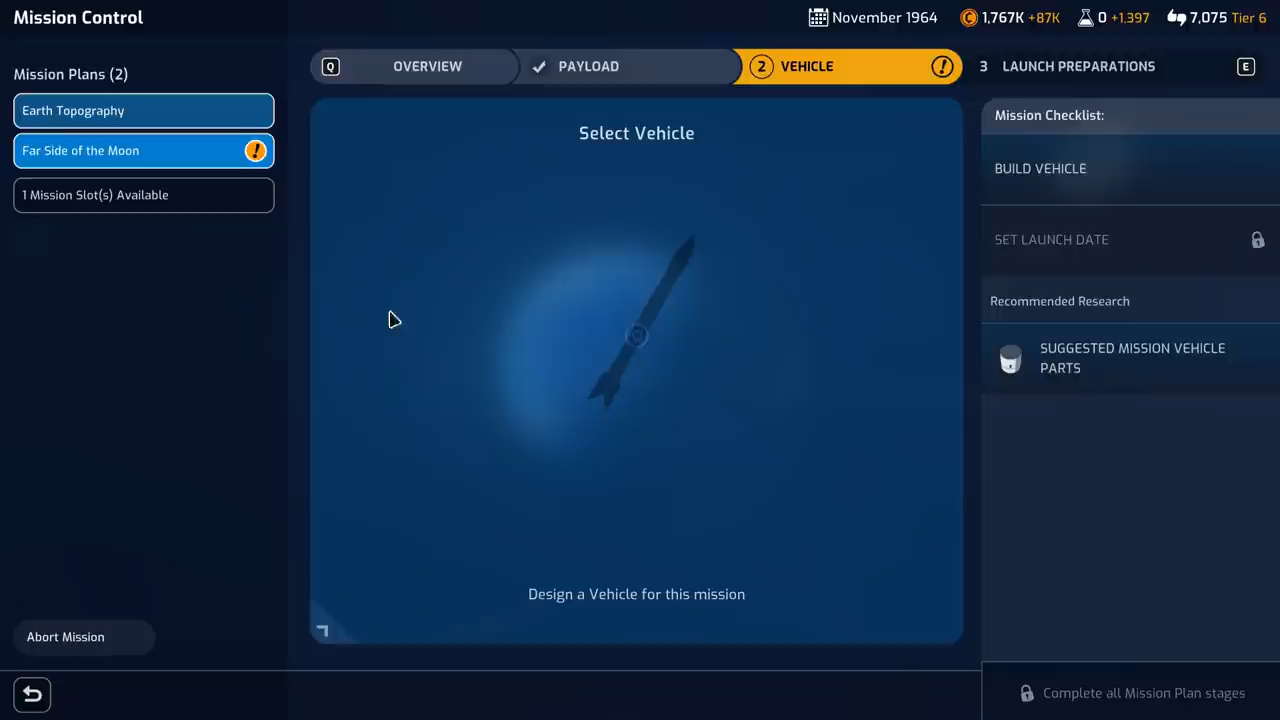 Mission Control
November 1964
1,767K +87K
0 +1,397
7,075 Tier 6
Mission Plans (2)
Earth Topography
Far Side of the Moon
1 Mission Slot(s) Available
Abort Mission
Q
OVERVIEW
PAYLOAD
2 VEHICLE
3 LAUNCH PREPARATIONS
E
Select Vehicle
Design a Vehicle for this mission
Mission Checklist:
BUILD VEHICLE
SET LAUNCH DATE
Recommended Research
SUGGESTED MISSION VEHICLE
PARTS
Complete all Mission Plan stages